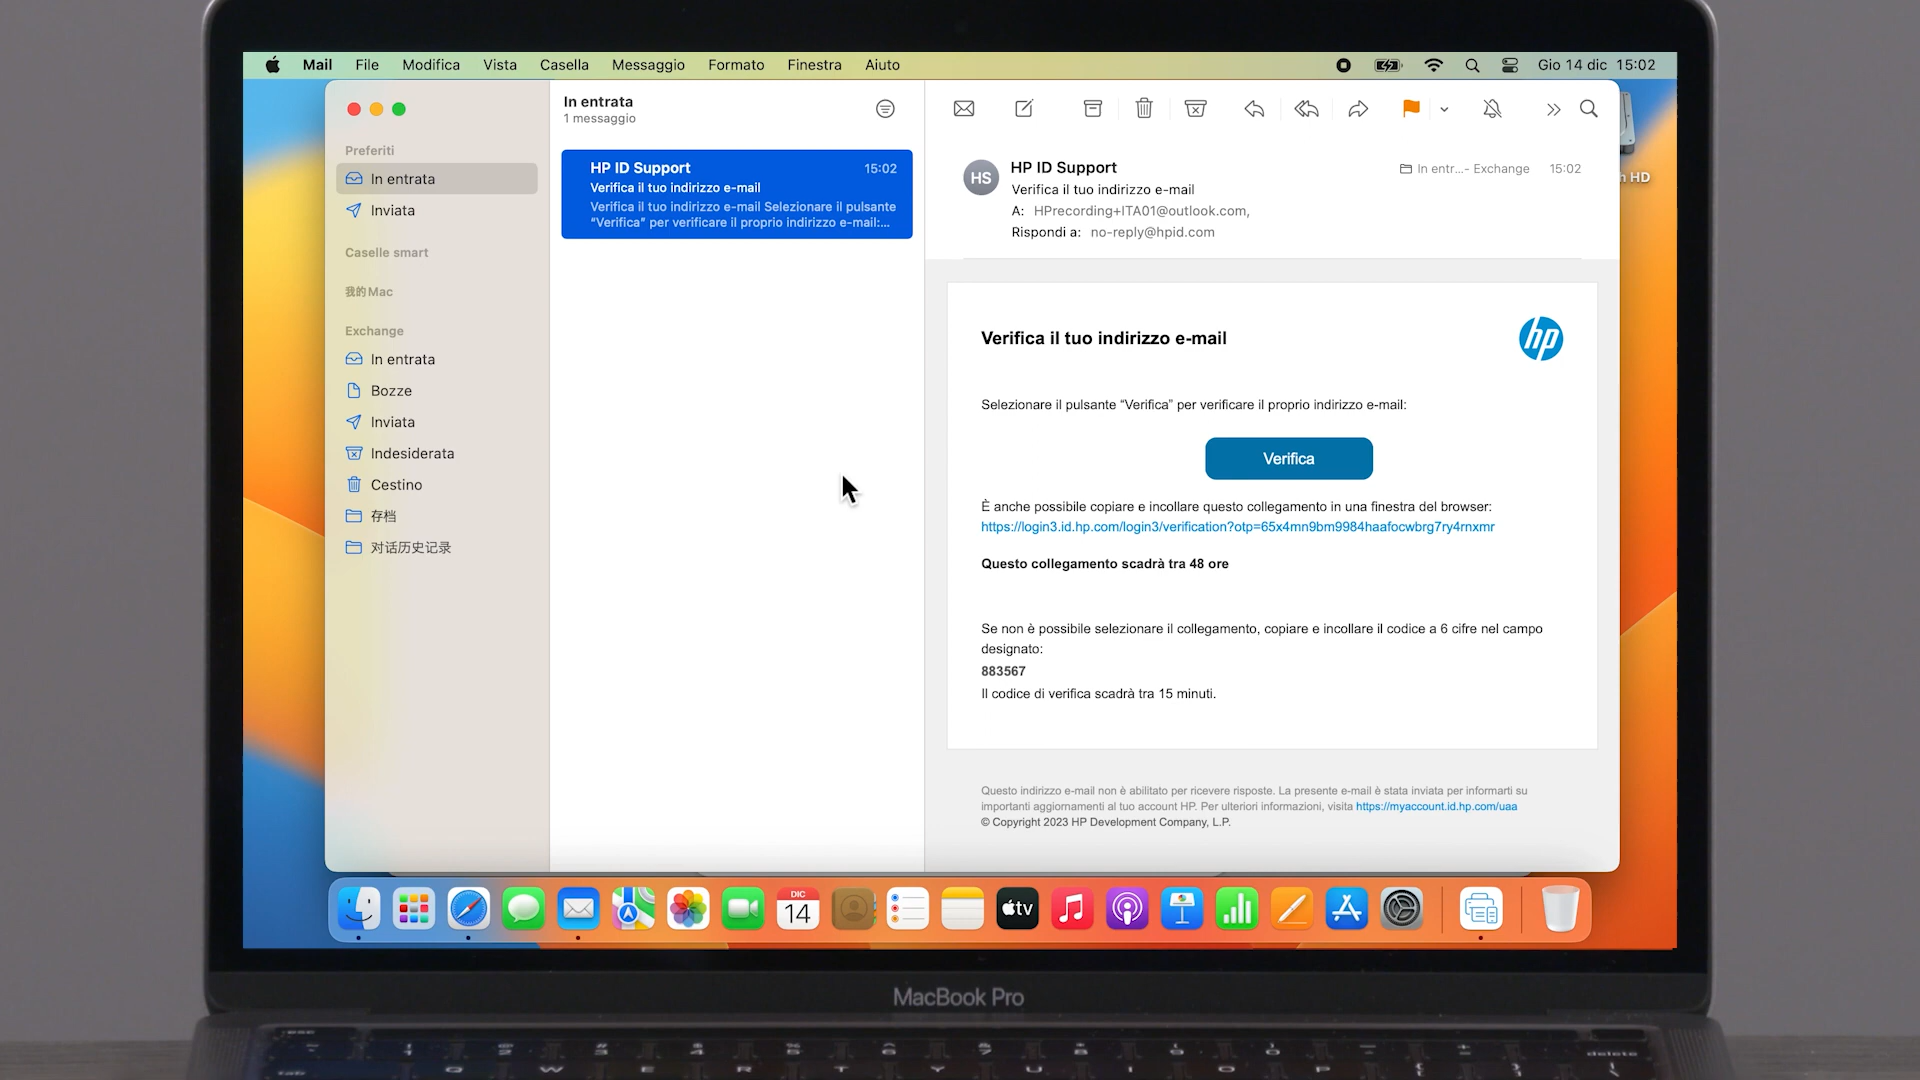 Mail File Modifica Vista Casella Messaggio Formato Finestra Aiuto
Gio 14 dic 15:02
In entrata
1 messaggio
Preferiti
In entrata
Inviata
Caselle smart
我的Mac
Exchange
In entrata
Bozze
Inviata
Indesiderata
Cestino
存档
对话历史记录
HP ID Support 15:02
Verifica il tuo indirizzo e-mail
Verifica il tuo indirizzo e-mail Selezionare il pulsante
“Verifica” per verificare il proprio indirizzo e-mail:...
HS
HP ID Support
In entr...- Exchange 15:02
Verifica il tuo indirizzo e-mail
A: HPrecording+ITA01@outlook.com,
Rispondi a: no-reply@hpid.com
h HD
Verifica il tuo indirizzo e-mail
hp
Selezionare il pulsante “Verifica” per verificare il proprio indirizzo e-mail:
Verifica
È anche possibile copiare e incollare questo collegamento in una finestra del browser:
https://login3.id.hp.com/login3/verification?otp=65x4mn9bm9984haafocwbrg7ry4rnxmr
Questo collegamento scadrà tra 48 ore
Se non è possibile selezionare il collegamento, copiare e incollare il codice a 6 cifre nel campo
designato:
883567
Il codice di verifica scadrà tra 15 minuti.
Questo indirizzo e-mail non è abilitato per ricevere risposte. La presente e-mail è stata inviata per informarti su
importanti aggiornamenti al tuo account HP. Per ulteriori informazioni, visita https://myaccount.id.hp.com/uaa
© Copyright 2023 HP Development Company, L.P.
DIC
14
tv
MacBook Pro
delete
Q W E R T Y U I O P